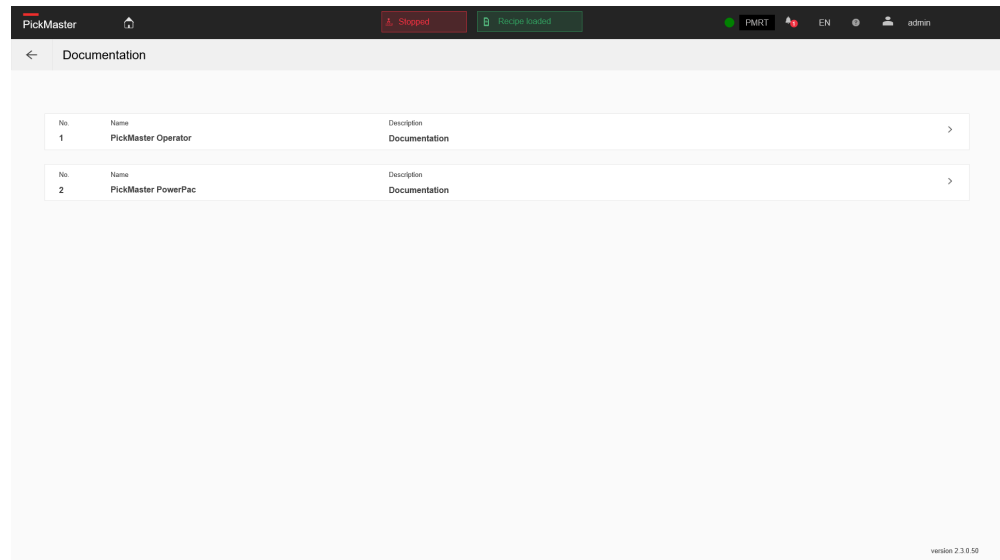 PickMaster
Stopped
Recipe loaded
PMRT
1
EN
admin
Documentation
No. Name Description
1 PickMaster Operator Documentation
No. Name Description
2 PickMaster PowerPac Documentation
version 2.3.0.50